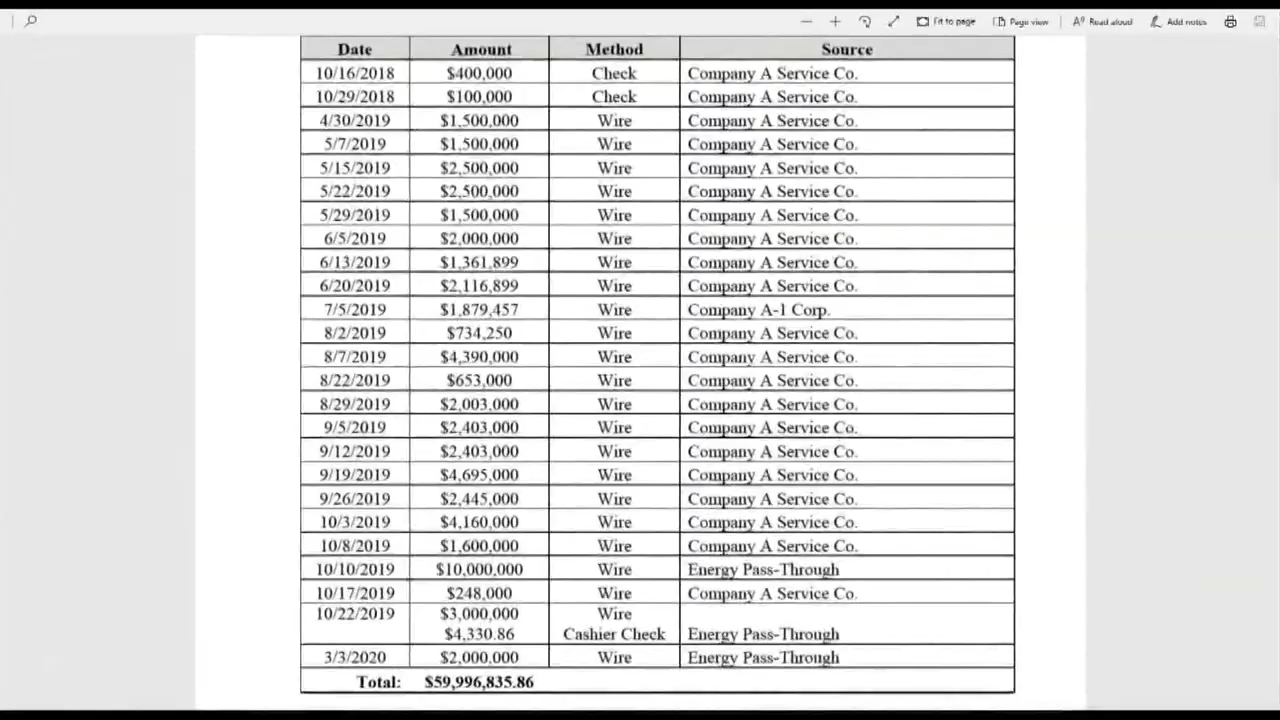 Fit to page Page view Read aloud Add notes
Date Amount Method Source
10/16/2018 $400,000 Check Company A Service Co.
10/29/2018 $100,000 Check Company A Service Co.
4/30/2019 $1,500,000 Wire Company A Service Co.
5/7/2019 $1,500,000 Wire Company A Service Co.
5/15/2019 $2,500,000 Wire Company A Service Co.
5/22/2019 $2,500,000 Wire Company A Service Co.
5/29/2019 $1,500,000 Wire Company A Service Co.
6/5/2019 $2,000,000 Wire Company A Service Co.
6/13/2019 $1,361,899 Wire Company A Service Co.
6/20/2019 $2,116,899 Wire Company A Service Co.
7/5/2019 $1,879,457 Wire Company A-1 Corp.
8/2/2019 $734,250 Wire Company A Service Co.
8/7/2019 $4,390,000 Wire Company A Service Co.
8/22/2019 $653,000 Wire Company A Service Co.
8/29/2019 $2,003,000 Wire Company A Service Co.
9/5/2019 $2,403,000 Wire Company A Service Co.
9/12/2019 $2,403,000 Wire Company A Service Co.
9/19/2019 $4,695,000 Wire Company A Service Co.
9/26/2019 $2,445,000 Wire Company A Service Co.
10/3/2019 $4,160,000 Wire Company A Service Co.
10/8/2019 $1,600,000 Wire Company A Service Co.
10/10/2019 $10,000,000 Wire Energy Pass-Through
10/17/2019 $248,000 Wire Company A Service Co.
10/22/2019 $3,000,000 Wire
$4,330.86 Cashier Check Energy Pass-Through
3/3/2020 $2,000,000 Wire Energy Pass-Through
Total: $59,996,835.86